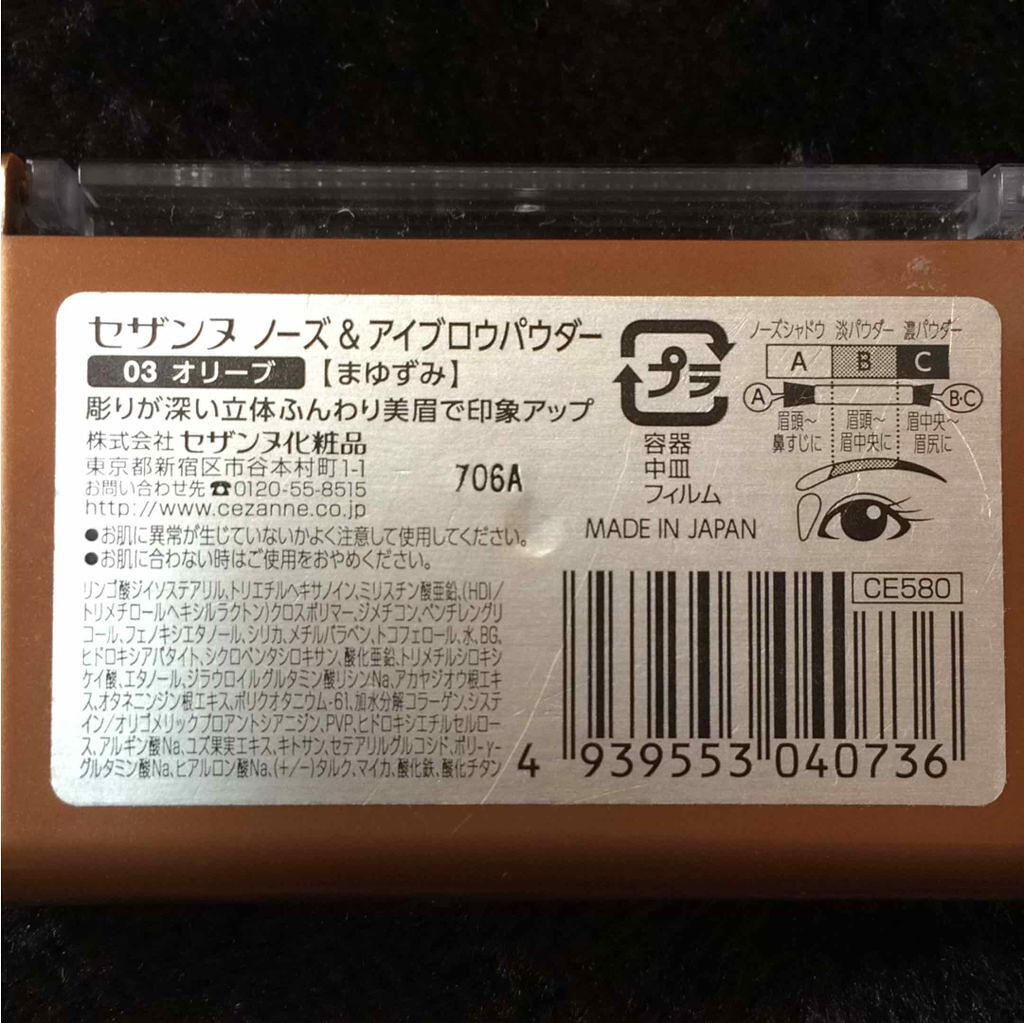 セザンヌ ノーズ&アイブロウパウダー
03 オリーブ 【まゆずみ】
彫りが深い立体ふんわり美眉で印象アップ
株式会社 セザンヌ化粧品
東京都新宿区市谷本村町1-1
お問い合わせ先☎0120-55-8515
http://www.cezanne.co.jp
706A
●お肌に異常が生じていないかよく注意して使用してください。
●お肌に合わない時はご使用をおやめください。
リンゴ酸ジイソステアリル,トリエチルヘキサノイン,ミリスチン酸亜鉛,(HDI/
トリメチロールヘキシルラクトン)クロスポリマー,ジメチコン,ペンチレングリ
コール,フェノキシエタノール,シリカ,メチルパラベン,トコフェロール,水,BG,
ヒドロキシアパタイト,シクロペンタシロキサン,酸化亜鉛,トリメチルシロキシ
ケイ酸,エタノール,ジラウロイルグルタミン酸リシンNa,アカヤジオウ根エキ
ス,オタネニンジン根エキス,ポリクオタニウム-61,加水分解コラーゲン,システ
イン/オリゴメリックプロアントシアニジン,PVP,ヒドロキシエチルセルロー
ス,アルギン酸Na,ユズ果実エキス,キトサン,セテアリルグルコシド,ポリ-γ-
グルタミン酸Na,ヒアルロン酸Na,(+/-)タルク,マイカ,酸化鉄,酸化チタン
プラ
容器
中皿
フィルム
MADE IN JAPAN
ノーズシャドウ 淡パウダー 濃パウダー
A B C
A B・C
眉頭~ 眉頭~ 眉中央~
鼻すじに 眉中央に 眉尻に
CE580
4 939553 040736